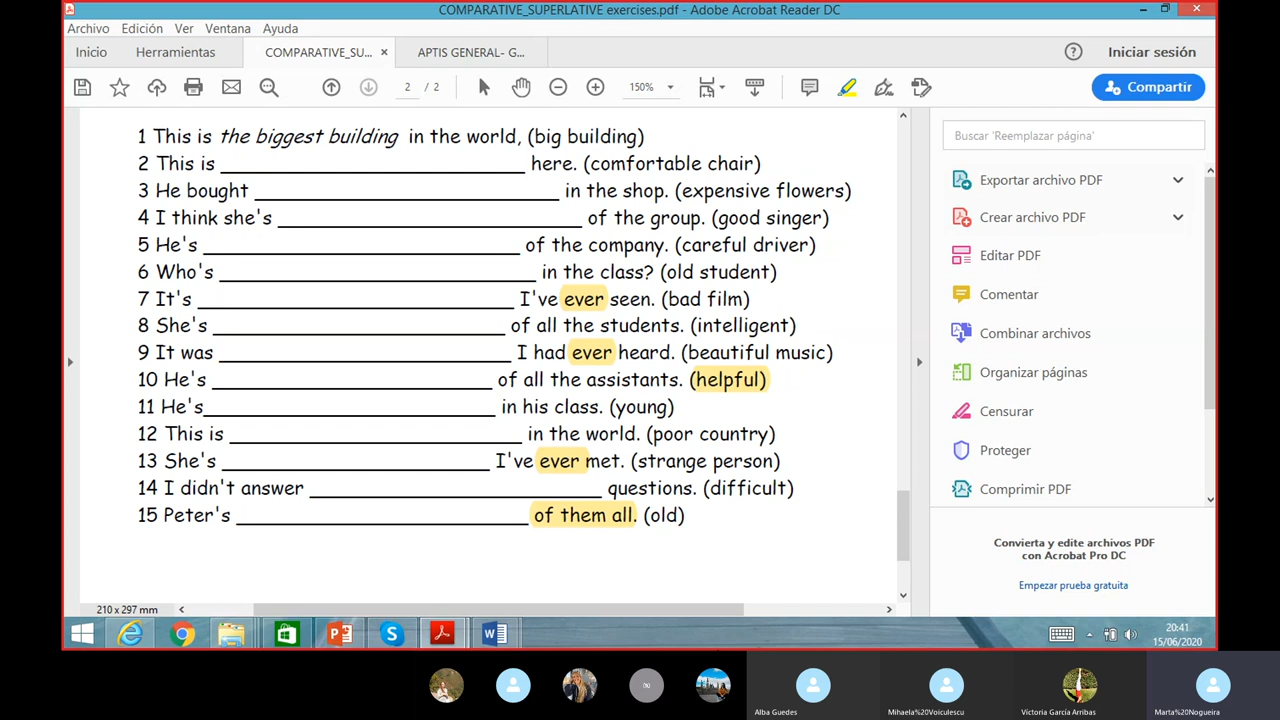 COMPARATIVE_SUPERLATIVE exercises.pdf - Adobe Acrobat Reader DC
Archivo Edición Ver Ventana Ayuda
Inicio Herramientas COMPARATIVE_SU... × APTIS GENERAL- G... ? Iniciar sesión
2 / 2 150% Compartir
1 This is the biggest building in the world, (big building)
2 This is ____________ here. (comfortable chair)
3 He bought ____________ in the shop. (expensive flowers)
4 I think she's ____________ of the group. (good singer)
5 He's ____________ of the company. (careful driver)
6 Who's ____________ in the class? (old student)
7 It's ____________ I've ever seen. (bad film)
8 She's ____________ of all the students. (intelligent)
9 It was ____________ I had ever heard. (beautiful music)
10 He's ____________ of all the assistants. (helpful)
11 He's____________ in his class. (young)
12 This is ____________ in the world. (poor country)
13 She's ____________ I've ever met. (strange person)
14 I didn't answer ____________ questions. (difficult)
15 Peter's ____________ of them all. (old)
210 x 297 mm
Buscar 'Reemplazar página'
Exportar archivo PDF
Crear archivo PDF
Editar PDF
Comentar
Combinar archivos
Organizar páginas
Censurar
Proteger
Comprimir PDF
Convierta y edite archivos PDF
con Acrobat Pro DC
Empezar prueba gratuita
20:41
15/06/2020
Alba Guedes Mihaela%20Voiculescu Víctoria García Arribas Marta%20Nogueira